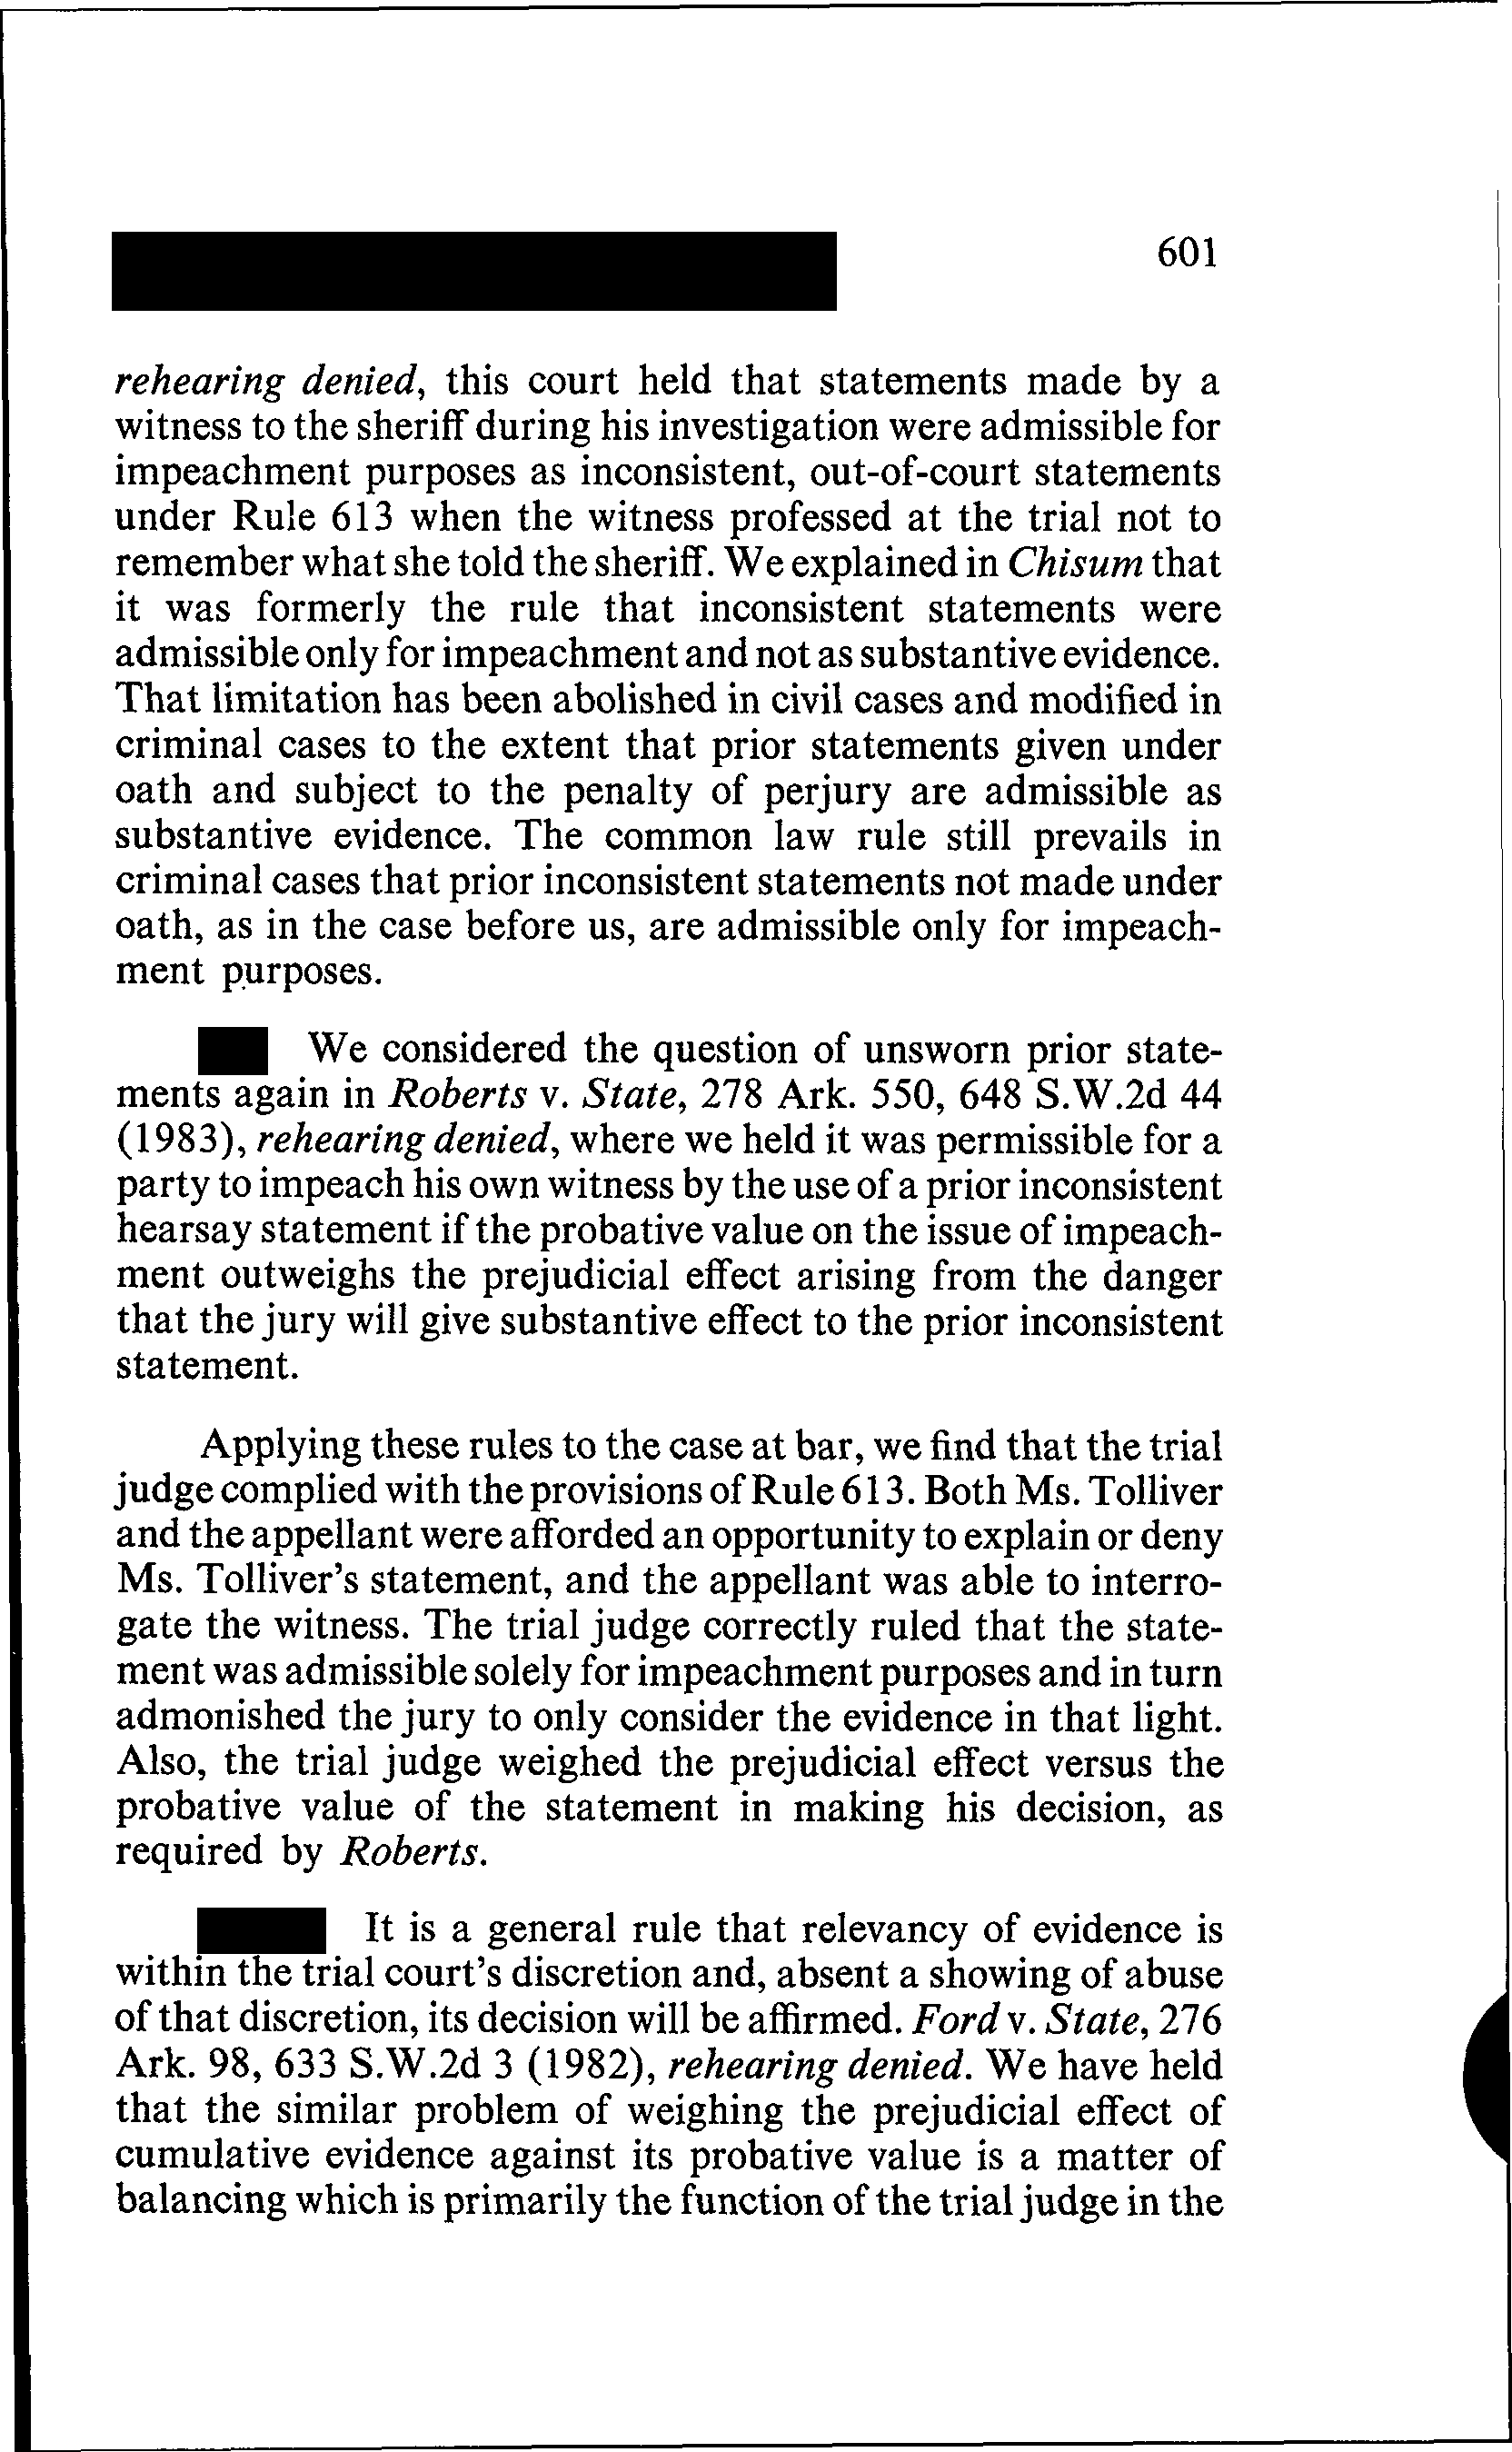 601
rehearing denied, this court held that statements made by a
witness to the sheriff during his investigation were admissible for
impeachment purposes as inconsistent, out-of-court statements
under Rule 613 when the witness professed at the trial not to
remember what she told the sheriff. We explained in Chisum that
it was formerly the rule that inconsistent statements were
admissible only for impeachment and not as substantive evidence.
That limitation has been abolished in civil cases and modified in
criminal cases to the extent that prior statements given under
oath and subject to the penalty of perjury are admissible as
substantive evidence. The common law rule still prevails in
criminal cases that prior inconsistent statements not made under
oath, as in the case before us, are admissible only for impeach-
ment purposes.
We considered the question of unsworn prior state-
ments again in Roberts v. State, 278 Ark. 550, 648 S.W.2d 44
(1983), rehearing denied, where we held it was permissible for a
party to impeach his own witness by the use of a prior inconsistent
hearsay statement if the probative value on the issue of impeach-
ment outweighs the prejudicial effect arising from the danger
that the jury will give substantive effect to the prior inconsistent
statement.
Applying these rules to the case at bar, we find that the trial
judge complied with the provisions of Rule 613. Both Ms. Tolliver
and the appellant were afforded an opportunity to explain or deny
Ms. Tolliver's statement, and the appellant was able to interro-
gate the witness. The trial judge correctly ruled that the state-
ment was admissible solely for impeachment purposes and in turn
admonished the jury to only consider the evidence in that light.
Also, the trial judge weighed the prejudicial effect versus the
probative value of the statement in making his decision, as
required by Roberts.
It is a general rule that relevancy of evidence is
within the trial court's discretion and, absent a showing of abuse
of that discretion, its decision will be affirmed. Ford v. State, 276
Ark. 98, 633 S.W.2d 3 (1982), rehearing denied. We have held
that the similar problem of weighing the prejudicial effect of
cumulative evidence against its probative value is a matter of
balancing which is primarily the function of the trial judge in the